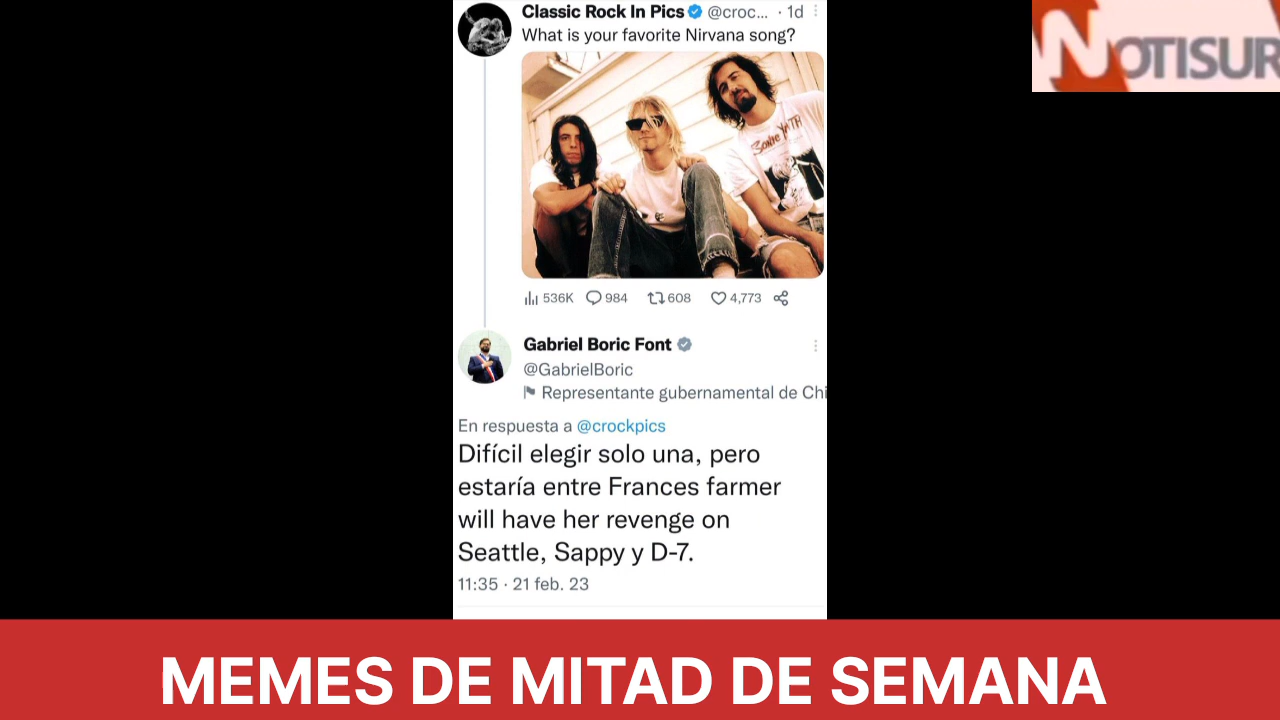 Classic Rock In Pics @croc... · 1d
What is your favorite Nirvana song?
SONIC YOUTH
536K 984 608 4,773
Gabriel Boric Font
@GabrielBoric
Representante gubernamental de Chi
En respuesta a @crockpics
Difícil elegir solo una, pero
estaría entre Frances farmer
will have her revenge on
Seattle, Sappy y D-7.
11:35 · 21 feb. 23
NOTISUR
MEMES DE MITAD DE SEMANA